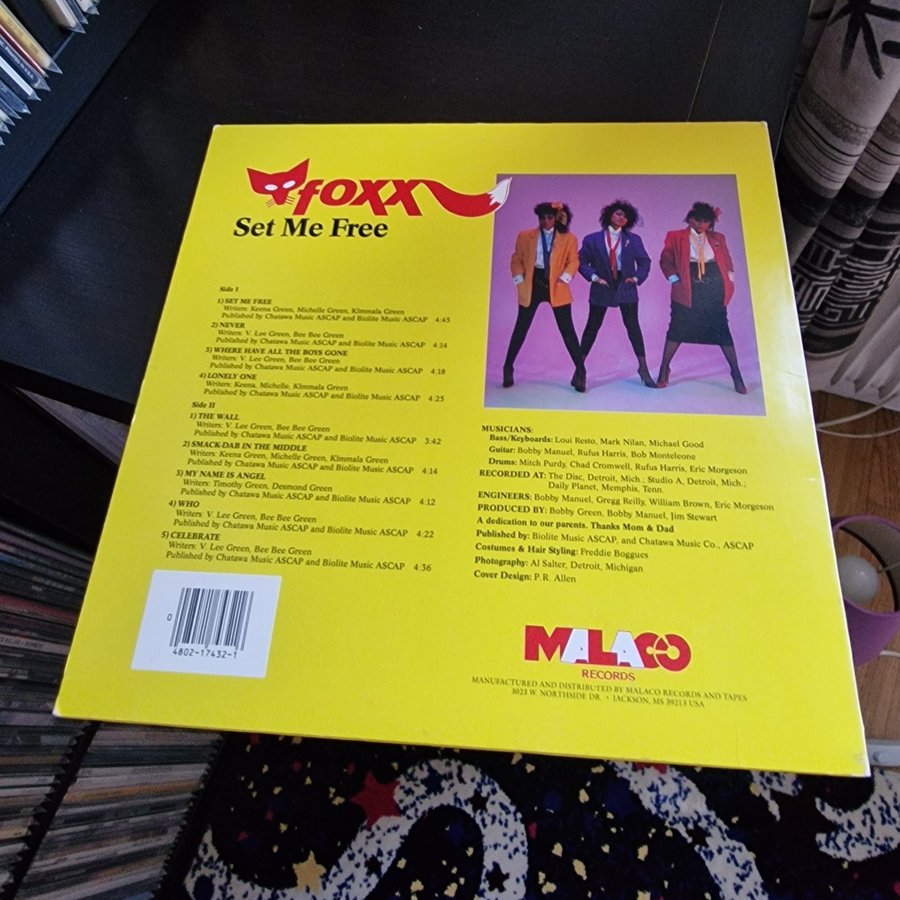 foxx
Set Me Free
Side I
1) SET ME FREE
Writers: Keena Green, Michelle Green, KImmala Green
Published by Chatawa Music ASCAP and Biolite Music ASCAP 4:45
2) NEVER
Writers: V. Lee Green, Bee Bee Green
Published by Chatawa Music ASCAP and Biolite Music ASCAP 4:14
3) WHERE HAVE ALL THE BOYS GONE
Writers: V. Lee Green, Bee Bee Green
Published by Chatawa Music ASCAP and Biolite Music ASCAP 4:18
4) LONELY ONE
Writers: Keena, Michelle, KImmala Green
Published by Chatawa Music ASCAP and Biolite Music ASCAP 4:25
Side II
1) THE WALL
Writers: V. Lee Green, Bee Bee Green
Published by Chatawa Music ASCAP and Biolite Music ASCAP 3:42
2) SMACK-DAB IN THE MIDDLE
Writers: Keena Green, Michelle Green, KImmala Green
Published by Chatawa Music ASCAP and Biolite Music ASCAP 4:14
3) MY NAME IS ANGEL
Writers: Timothy Green, Desmond Green
Published by Chatawa Music ASCAP and Biolite Music ASCAP 4:12
4) WHO
Writers: V. Lee Green, Bee Bee Green
Published by Chatawa Music ASCAP and Biolite Music ASCAP 4:22
5) CELEBRATE
Writers: V. Lee Green, Bee Bee Green
Published by Chatawa Music ASCAP and Biolite Music ASCAP 4:36
0
4802-17432-1
MUSICIANS:
Bass/Keyboards: Loui Resto, Mark Nilan, Michael Good
Guitar: Bobby Manuel, Rufus Harris, Bob Monteleone
Drums: Mitch Purdy, Chad Cromwell, Rufus Harris, Eric Morgeson
RECORDED AT: The Disc, Detroit, Mich.; Studio A, Detroit, Mich.;
Daily Planet, Memphis, Tenn.
ENGINEERS: Bobby Manuel, Gregg Reilly, William Brown, Eric Morgeson
PRODUCED BY: Bobby Green, Bobby Manuel, Jim Stewart
A dedication to our parents. Thanks Mom & Dad
Published by: Biolite Music ASCAP, and Chatawa Music Co., ASCAP
Costumes & Hair Styling: Freddie Boggues
Photography: Al Salter, Detroit, Michigan
Cover Design: P.R. Allen
MALACO
RECORDS
MANUFACTURED AND DISTRIBUTED BY MALACO RECORDS AND TAPES
3023 W. NORTHSIDE DR. • JACKSON, MS 39213 USA